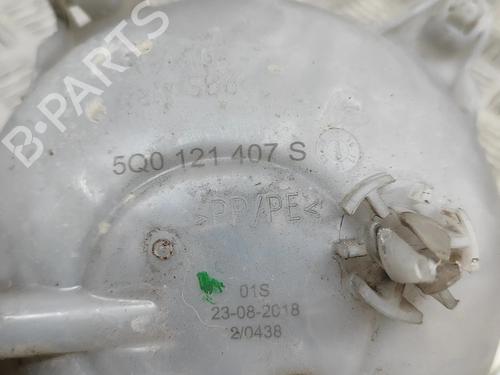 B-PARTS
5Q0 121 407 S
>PP/PE<
01S
23-08-2018
2/0438